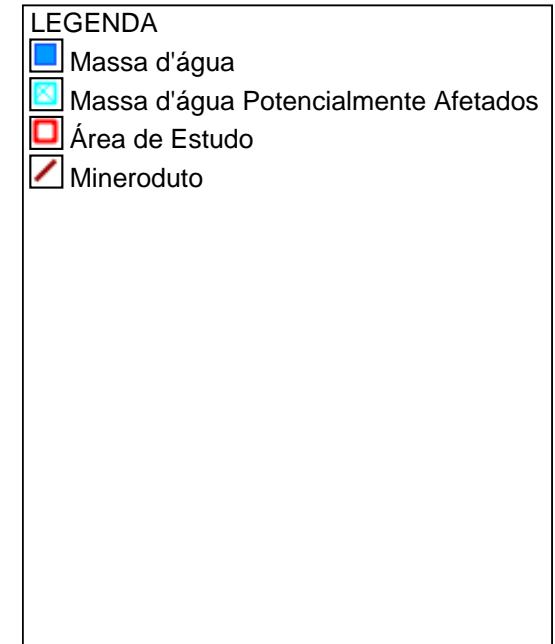 LEGENDA
Massa d'água
Massa d'água Potencialmente Afetados
Área de Estudo
Mineroduto